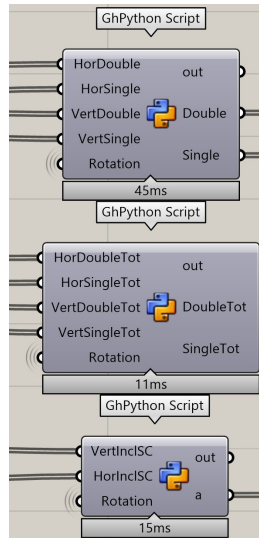 GhPython Script
HorDouble
out
HorSingle
VertDouble
Double
VertSingle
Single
Rotation
45ms
GhPython Script
HorDoubleTot
out
HorSingleTot
VertDoubleTot
DoubleTot
VertSingleTot
SingleTot
Rotation
11ms
GhPython Script
VertInclSC
out
HorInclSC
Rotation
a
15ms